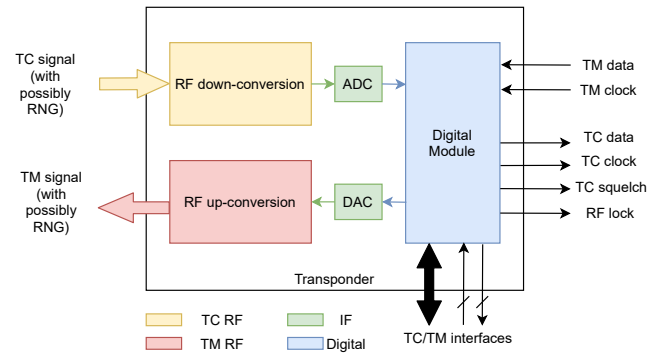 TC signal
(with
possibly
RNG)
RF down-conversion
ADC
Digital
Module
TM data
TM clock
TC data
TC clock
TC squelch
RF lock
TM signal
(with
possibly
RNG)
RF up-conversion
DAC
Transponder
TC/TM interfaces
TC RF
IF
TM RF
Digital